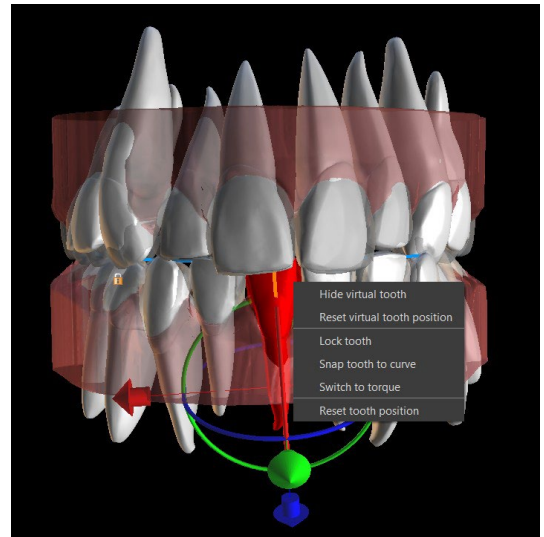 Hide virtual tooth
Reset virtual tooth position
Lock tooth
Snap tooth to curve
Switch to torque
Reset tooth position